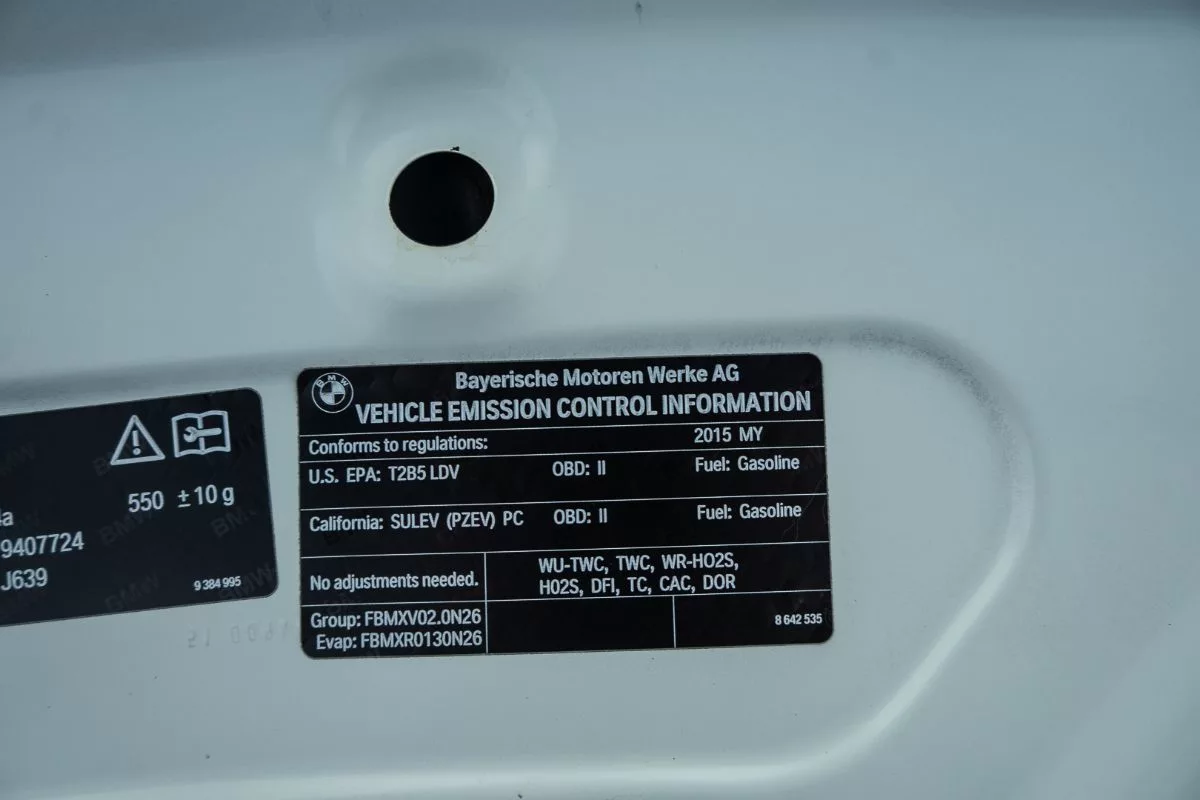 550 ±10 g
9407724
J639
9 384 995
BMW
Bayerische Motoren Werke AG
VEHICLE EMISSION CONTROL INFORMATION
Conforms to regulations: 2015 MY
U.S. EPA: T2B5 LDV OBD: II Fuel: Gasoline
California: SULEV (PZEV) PC OBD: II Fuel: Gasoline
No adjustments needed.
WU-TWC, TWC, WR-HO2S,
HO2S, DFI, TC, CAC, DOR
Group: FBMXV02.0N26
Evap: FBMXR0130N26
8 642 535